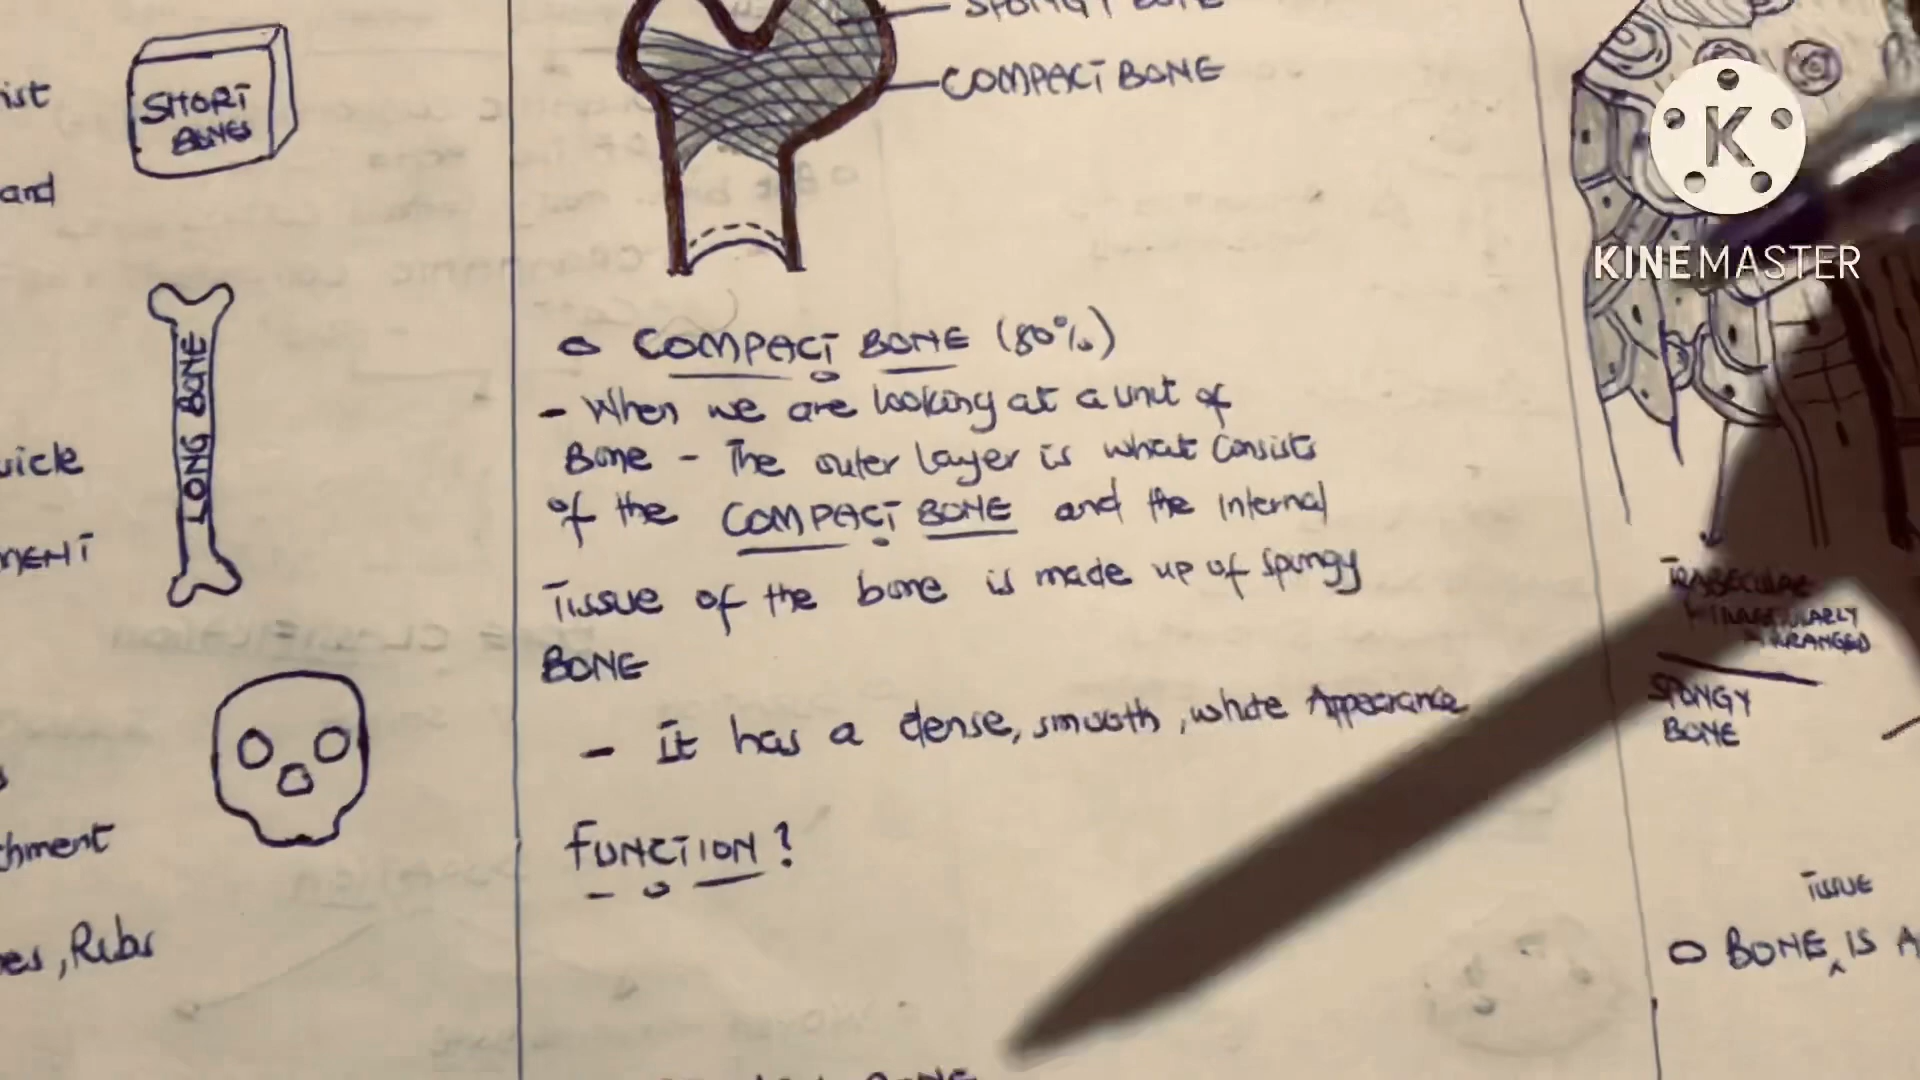 ist
SHORT
BONES
and
LONG BONE
MENT
chment
, Ribs
SPONGY BONE
COMPACT BONE
COMPACT BONE (80%)
- When we are looking at a unit of
Bone - The outer layer is what consists
of the COMPACT BONE and the internal
Tissue of the bone is made up of spongy
BONE
- It has a dense, smooth, white Appearance
FUNCTION?
BONE
K
KINEMASTER
TRABECULAE
IRREGULARLY
ARRANGED
SPONGY
BONE
TISSUE
BONE ^ IS A